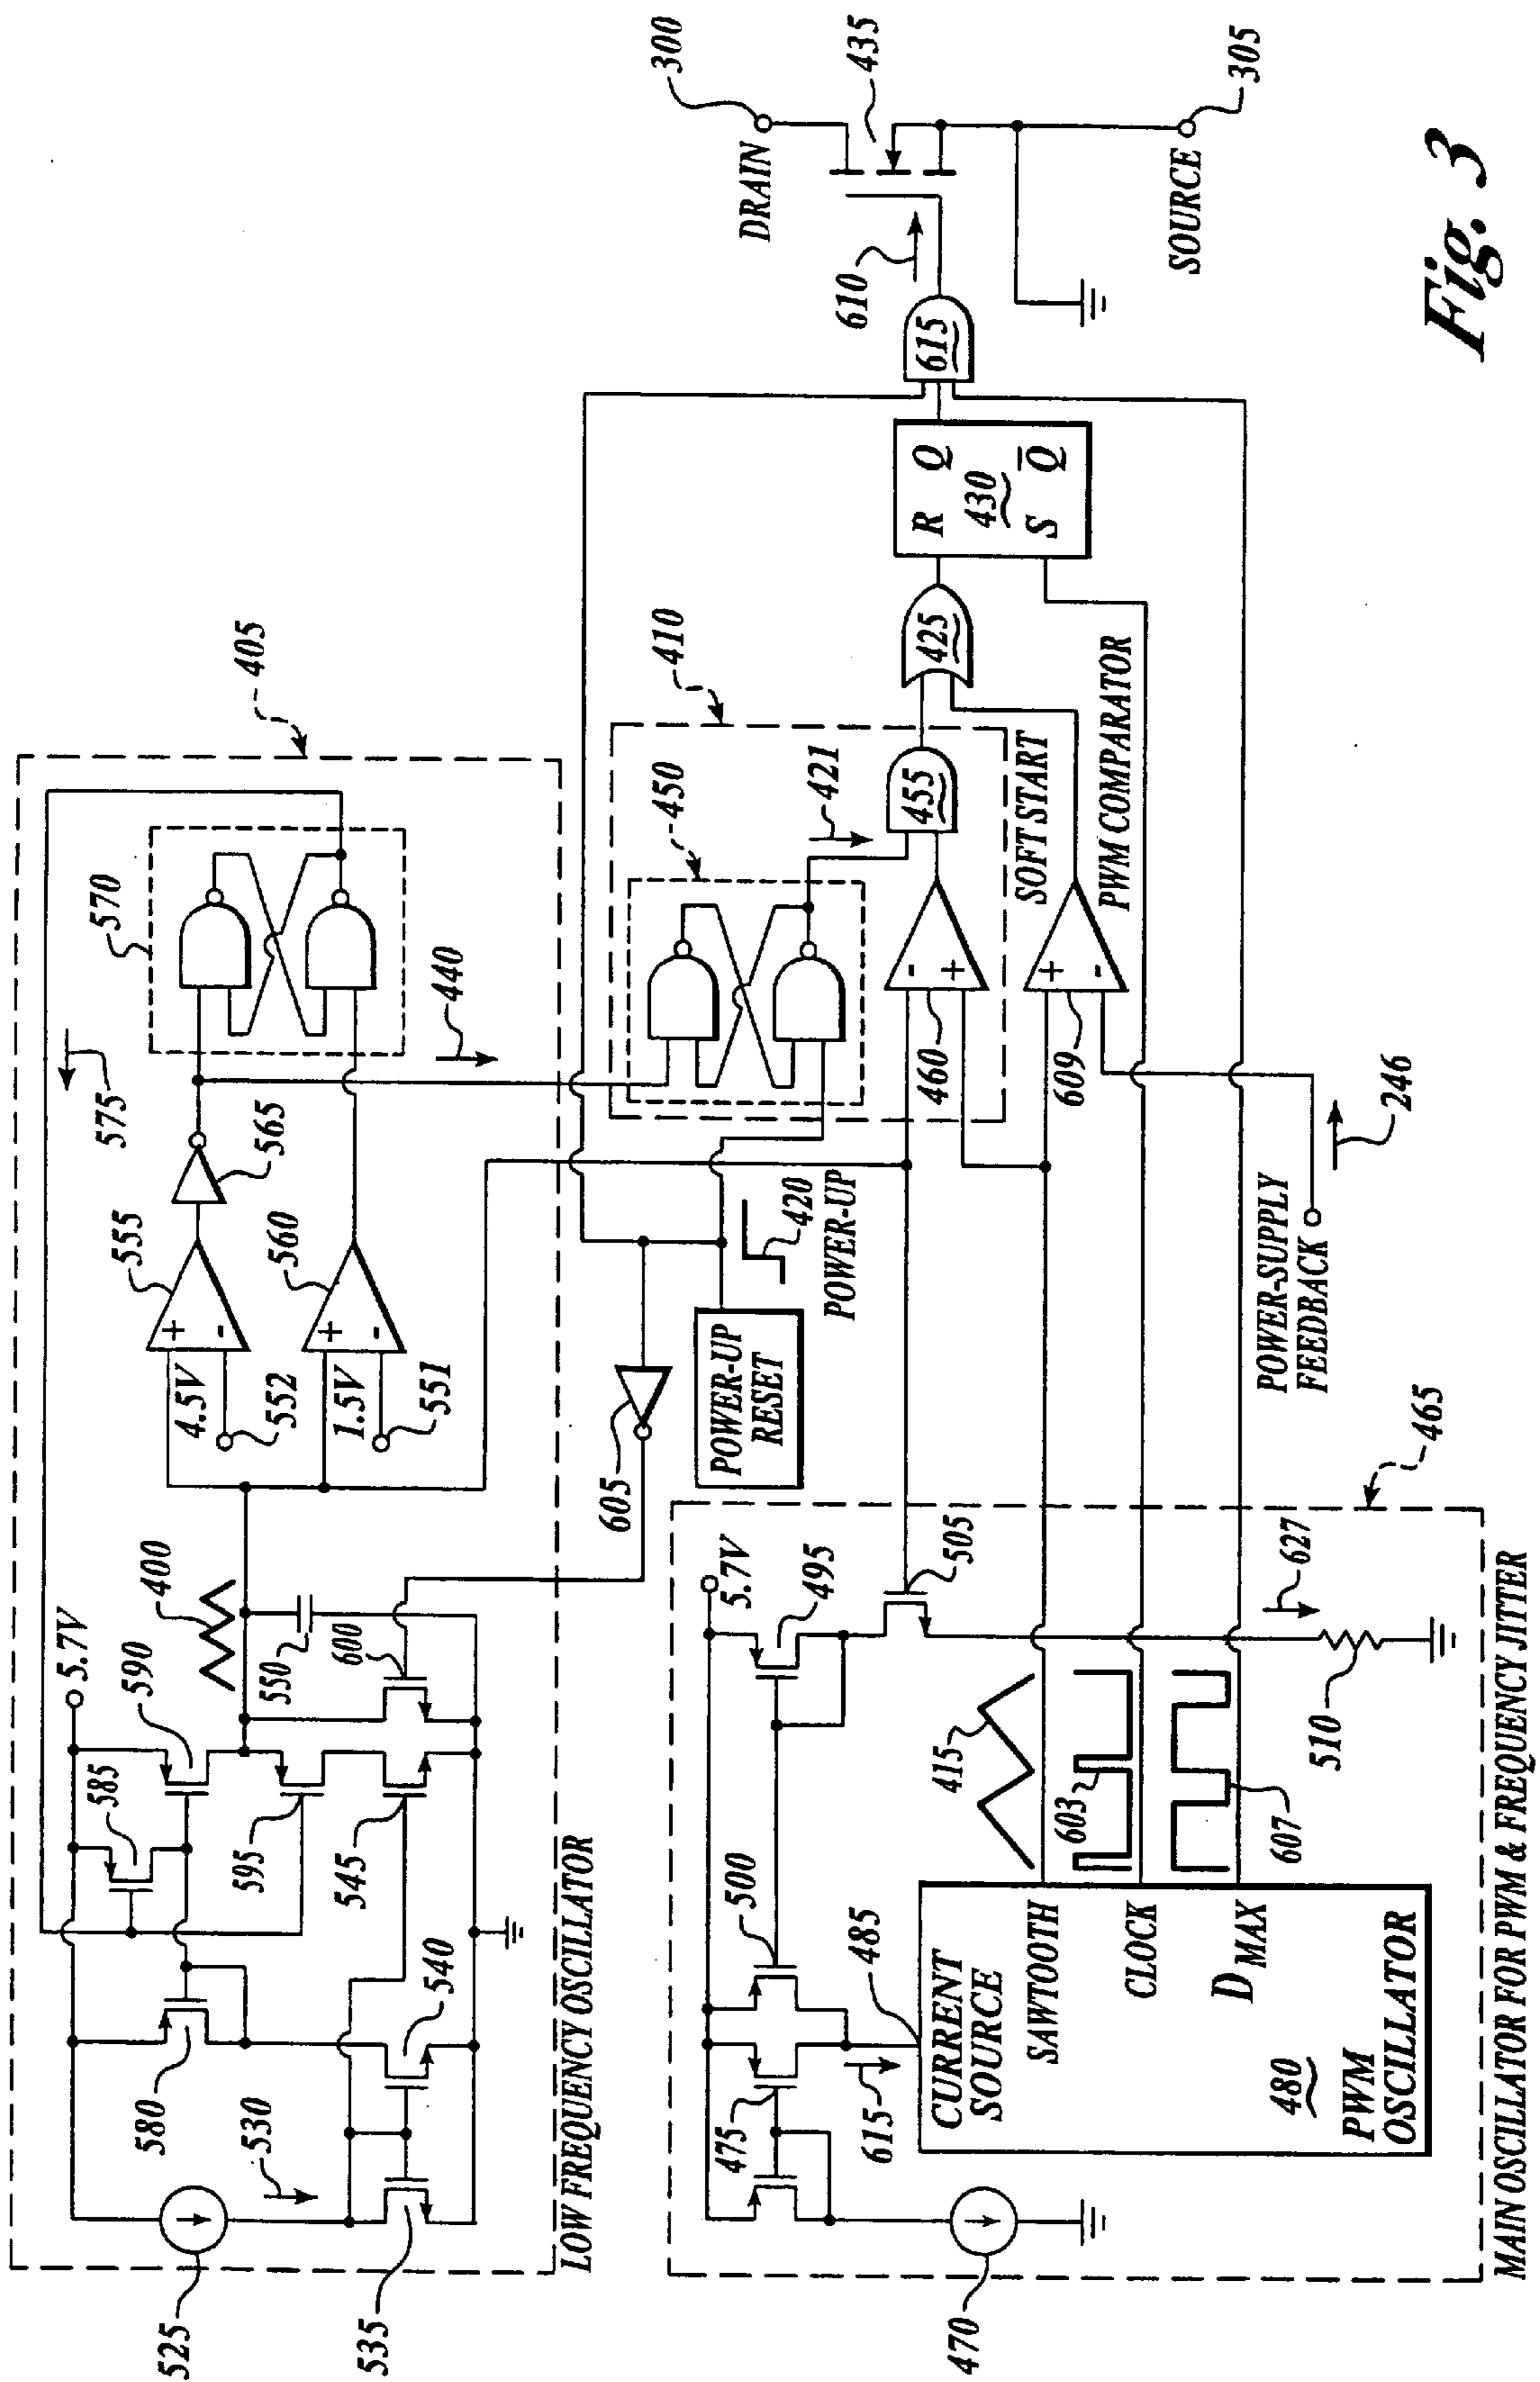 525
535
580
530
540
LOW FREQUENCY OSCILLATOR
585
5.7V
590
595
545
400
550
600
4.5V
552
1.5V
551
555
+
-
560
+
-
565
575
570
440
405
605
POWER-UP
RESET
420
POWER-UP
450
421
410
455
SOFT START
-
+
460
PWM COMPARATOR
+
-
609
425
R Q
430
S Q̅
615
610
DRAIN
300
435
SOURCE
305
POWER-SUPPLY
FEEDBACK
246
465
470
475
615
485
500
5.7V
495
505
627
510
CURRENT
SOURCE
SAWTOOTH
CLOCK
D MAX
480
PWM
OSCILLATOR
415
603
607
MAIN OSCILLATOR FOR PWM & FREQUENCY JITTER
Fig. 3